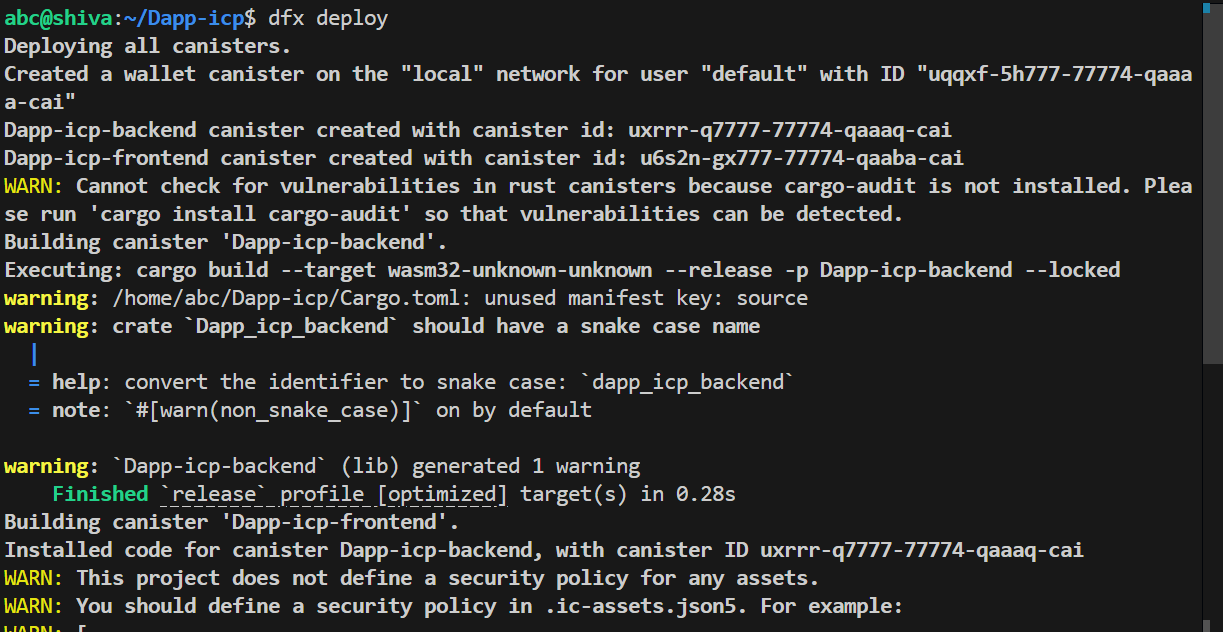 abc@shiva:~/Dapp-icp$ dfx deploy
Deploying all canisters.
Created a wallet canister on the "local" network for user "default" with ID "uqqxf-5h777-77774-qaaa
a-cai"
Dapp-icp-backend canister created with canister id: uxrrr-q7777-77774-qaaaq-cai
Dapp-icp-frontend canister created with canister id: u6s2n-gx777-77774-qaaba-cai
WARN: Cannot check for vulnerabilities in rust canisters because cargo-audit is not installed. Plea
se run 'cargo install cargo-audit' so that vulnerabilities can be detected.
Building canister 'Dapp-icp-backend'.
Executing: cargo build --target wasm32-unknown-unknown --release -p Dapp-icp-backend --locked
warning: /home/abc/Dapp-icp/Cargo.toml: unused manifest key: source
warning: crate `Dapp_icp_backend` should have a snake case name
  |
  = help: convert the identifier to snake case: `dapp_icp_backend`
  = note: `#[warn(non_snake_case)]` on by default
warning: `Dapp-icp-backend` (lib) generated 1 warning
    Finished `release` profile [optimized] target(s) in 0.28s
Building canister 'Dapp-icp-frontend'.
Installed code for canister Dapp-icp-backend, with canister ID uxrrr-q7777-77774-qaaaq-cai
WARN: This project does not define a security policy for any assets.
WARN: You should define a security policy in .ic-assets.json5. For example:
WARN: [